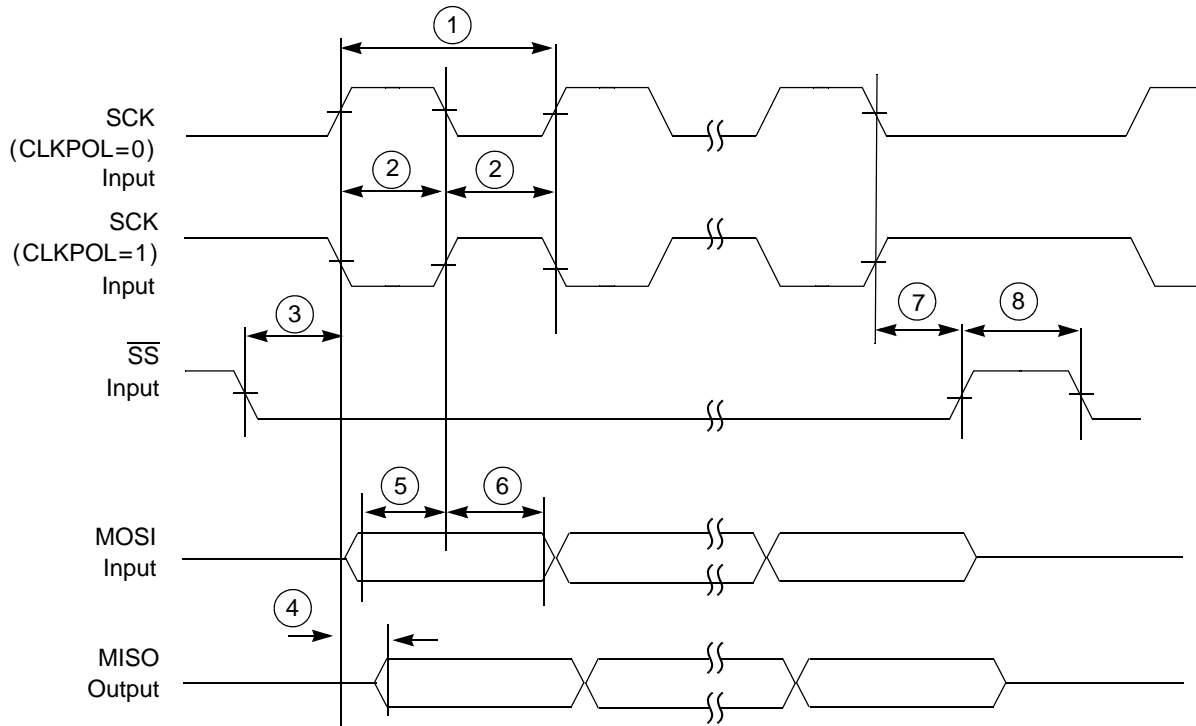 1
SCK
(CLKPOL=0)
Input
2 2
SCK
(CLKPOL=1)
Input
3 7 8
S̅S̅
Input
5 6
MOSI
Input
4
MISO
Output